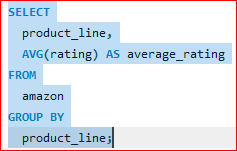 SELECT
product_line,
AVG(rating) AS average_rating
FROM
amazon
GROUP BY
product_line;